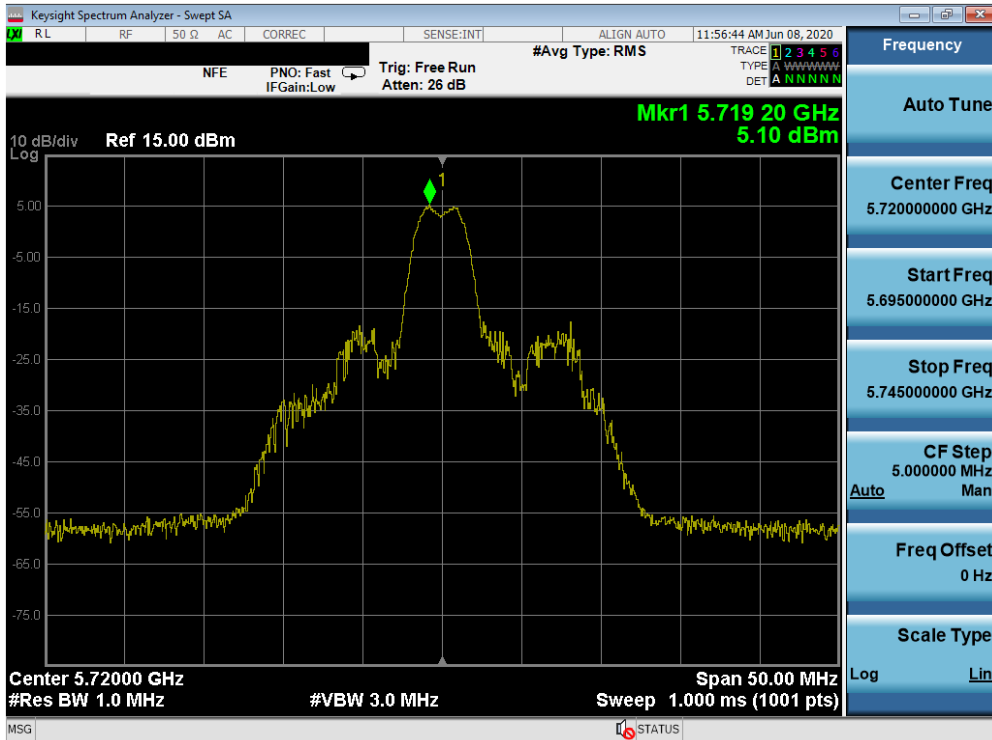 Keysight Spectrum Analyzer - Swept SA
LXI RL RF 50 Ω AC CORREC SENSE:INT ALIGN AUTO 11:56:44 AM Jun 08, 2020
NFE PNO: Fast IFGain:Low Trig: Free Run Atten: 26 dB #Avg Type: RMS
TRACE 1 2 3 4 5 6
TYPE A WWWWW
DET A N N N N N
Mkr1 5.719 20 GHz
5.10 dBm
10 dB/div Ref 15.00 dBm
Log
1
5.00
-5.00
-15.0
-25.0
-35.0
-45.0
-55.0
-65.0
-75.0
Center 5.72000 GHz Span 50.00 MHz
#Res BW 1.0 MHz #VBW 3.0 MHz Sweep 1.000 ms (1001 pts)
MSG STATUS
Frequency
Auto Tune
Center Freq
5.720000000 GHz
Start Freq
5.695000000 GHz
Stop Freq
5.745000000 GHz
CF Step
5.000000 MHz
Auto Man
Freq Offset
0 Hz
Scale Type
Log Lin